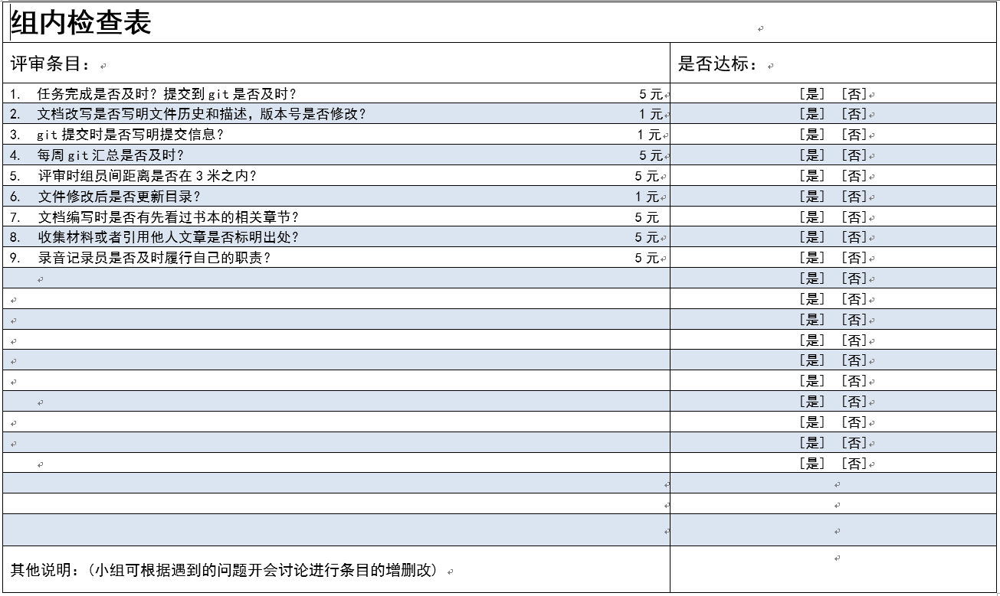 组内检查表
评审条目： 是否达标：
1. 任务完成是否及时？提交到 git 是否及时？ 5 元 [是] [否]
2. 文档改写是否写明文件历史和描述，版本号是否修改？ 1 元 [是] [否]
3. git 提交时是否写明提交信息？ 1 元 [是] [否]
4. 每周 git 汇总是否及时？ 5 元 [是] [否]
5. 评审时组员间距离是否在 3 米之内？ 5 元 [是] [否]
6. 文件修改后是否更新目录？ 1 元 [是] [否]
7. 文档编写时是否有先看过书本的相关章节？ 5 元 [是] [否]
8. 收集材料或者引用他人文章是否标明出处？ 5 元 [是] [否]
9. 录音记录员是否及时履行自己的职责？ 5 元 [是] [否]
[是] [否]
[是] [否]
[是] [否]
[是] [否]
[是] [否]
[是] [否]
[是] [否]
[是] [否]
[是] [否]
[是] [否]
其他说明：（小组可根据遇到的问题开会讨论进行条目的增删改）